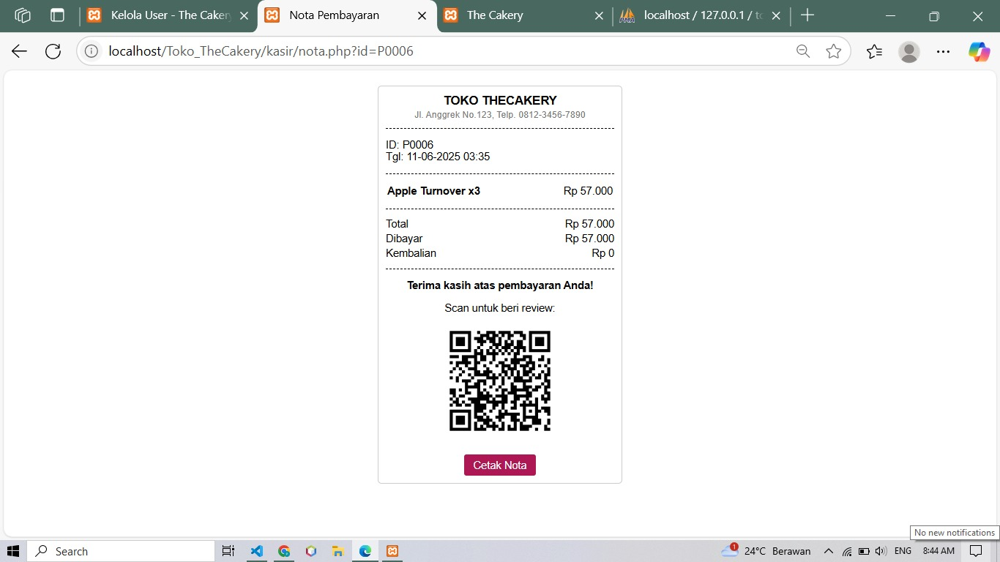 Kelola User - The Caker
Nota Pembayaran
The Cakery
localhost / 127.0.0.1 / to
localhost/Toko_TheCakery/kasir/nota.php?id=P0006
TOKO THECAKERY
Jl. Anggrek No.123, Telp. 0812-3456-7890
ID: P0006
Tgl: 11-06-2025 03:35
Apple Turnover x3 Rp 57.000
Total Rp 57.000
Dibayar Rp 57.000
Kembalian Rp 0
Terima kasih atas pembayaran Anda!
Scan untuk beri review:
Cetak Nota
No new notifications
Search
1
24°C Berawan
ENG
8:44 AM